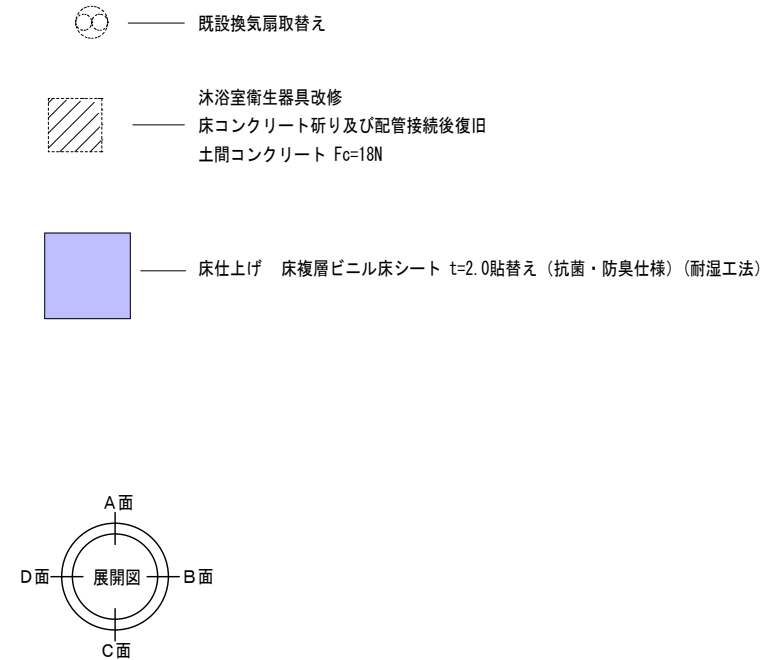 既設換気扇取替え
沐浴室衛生器具改修
床コンクリート斫り及び配管接続後復旧
土間コンクリート Fc=18N
床仕上げ　床複層ビニル床シート t=2.0貼替え（抗菌・防臭仕様）(耐湿工法）
A面
D面 展開図 B面
C面